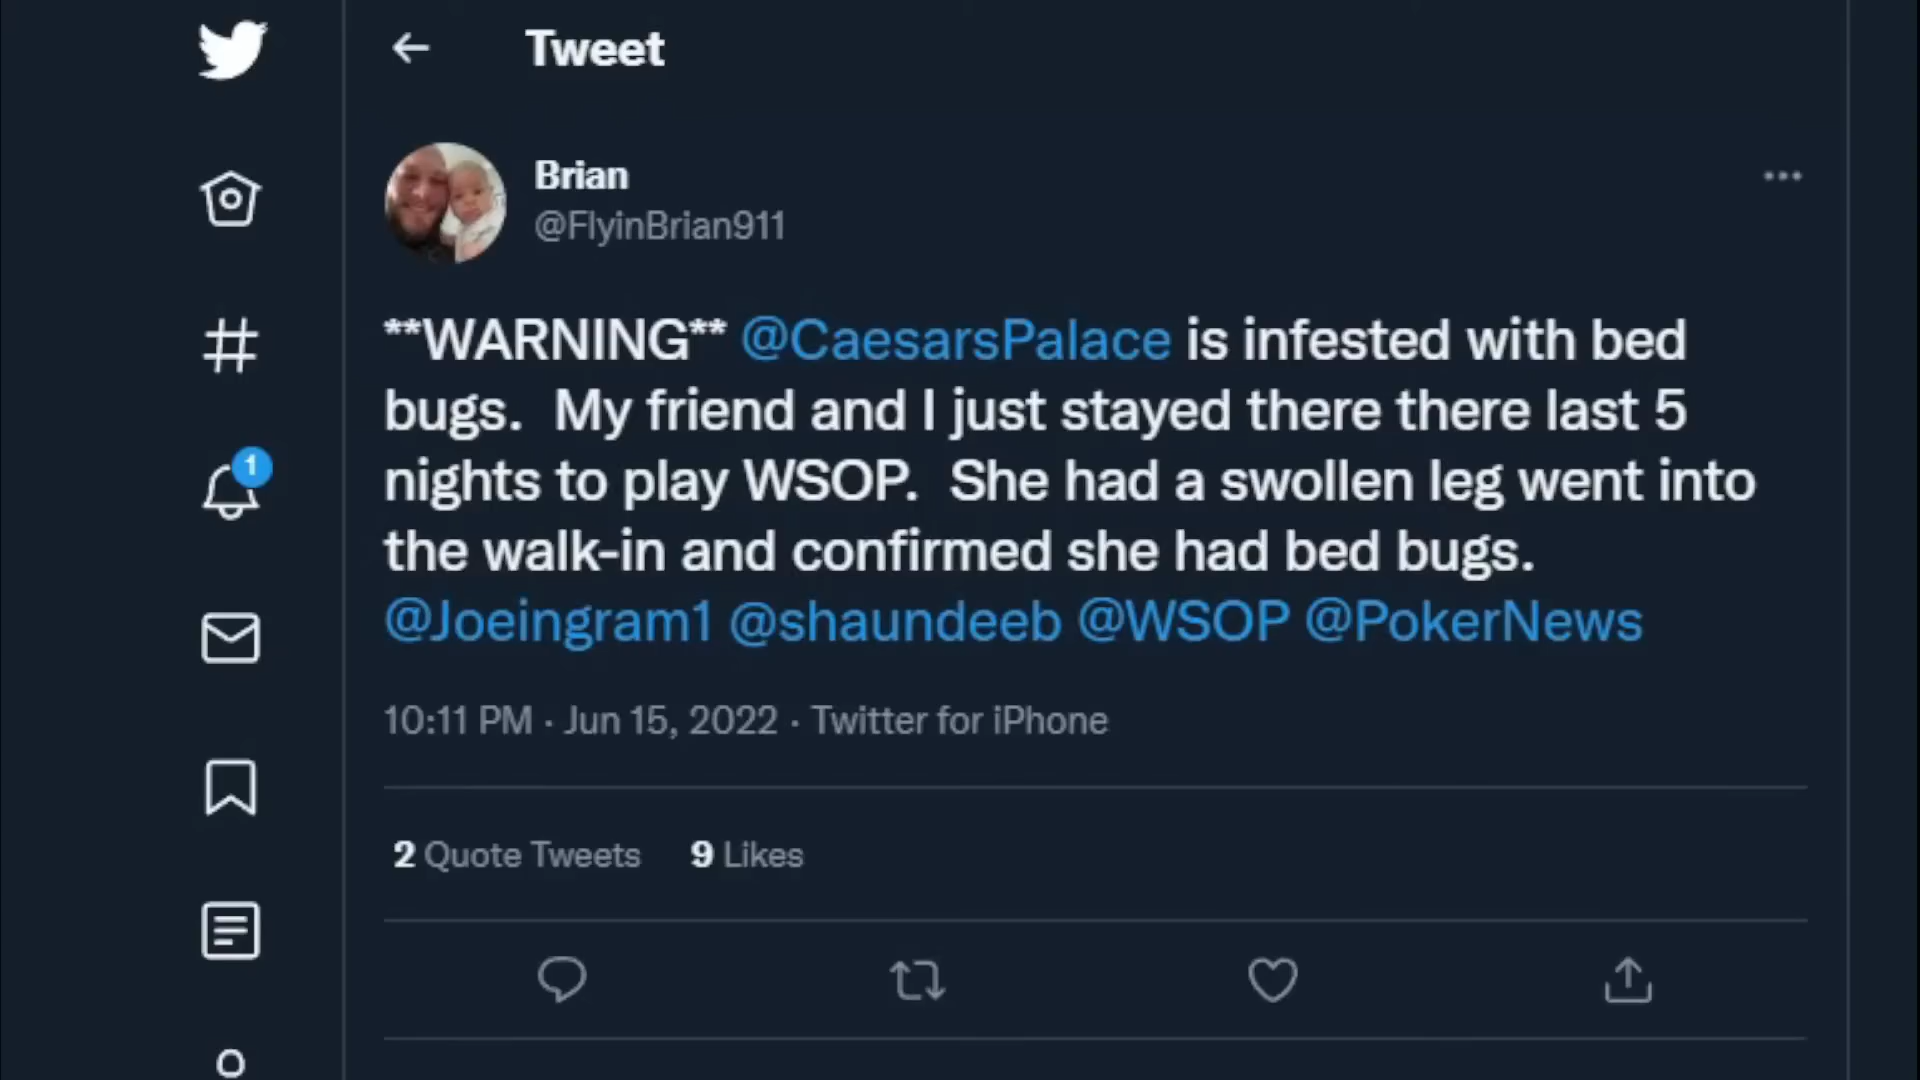 Tweet
Brian
@FlyinBrian911
**WARNING** @CaesarsPalace is infested with bed
bugs.  My friend and I just stayed there there last 5
nights to play WSOP.  She had a swollen leg went into
the walk-in and confirmed she had bed bugs.
@Joeingram1 @shaundeeb @WSOP @PokerNews
1
10:11 PM · Jun 15, 2022 · Twitter for iPhone
2 Quote Tweets 9 Likes